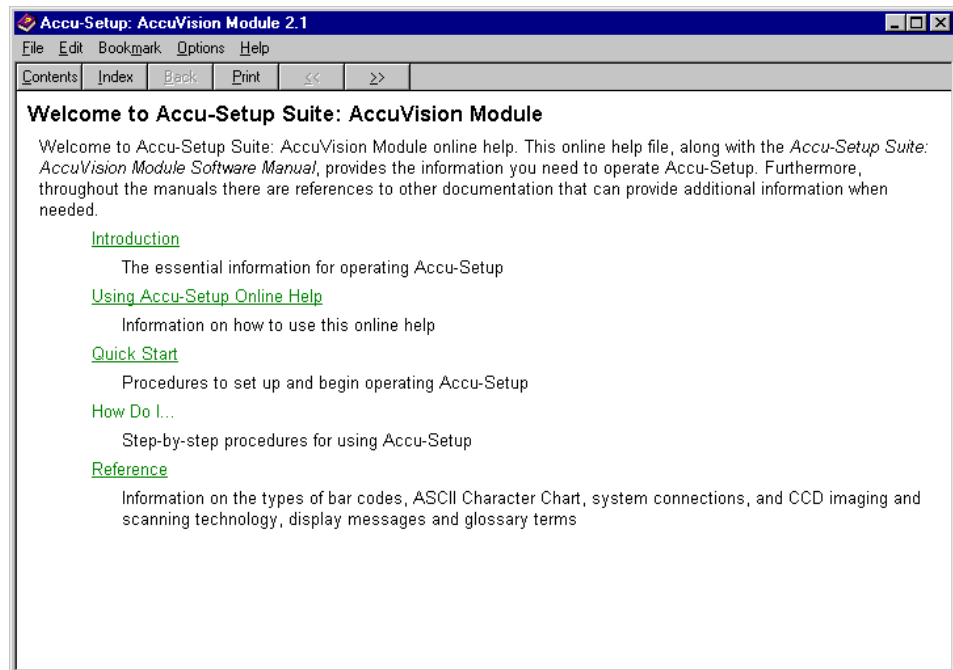 Accu-Setup: AccuVision Module 2.1
File Edit Bookmark Options Help
Contents Index Back Print << >>
Welcome to Accu-Setup Suite: AccuVision Module
Welcome to Accu-Setup Suite: AccuVision Module online help. This online help file, along with the Accu-Setup Suite:
AccuVision Module Software Manual, provides the information you need to operate Accu-Setup. Furthermore,
throughout the manuals there are references to other documentation that can provide additional information when
needed.
Introduction
The essential information for operating Accu-Setup
Using Accu-Setup Online Help
Information on how to use this online help
Quick Start
Procedures to set up and begin operating Accu-Setup
How Do I...
Step-by-step procedures for using Accu-Setup
Reference
Information on the types of bar codes, ASCII Character Chart, system connections, and CCD imaging and
scanning technology, display messages and glossary terms